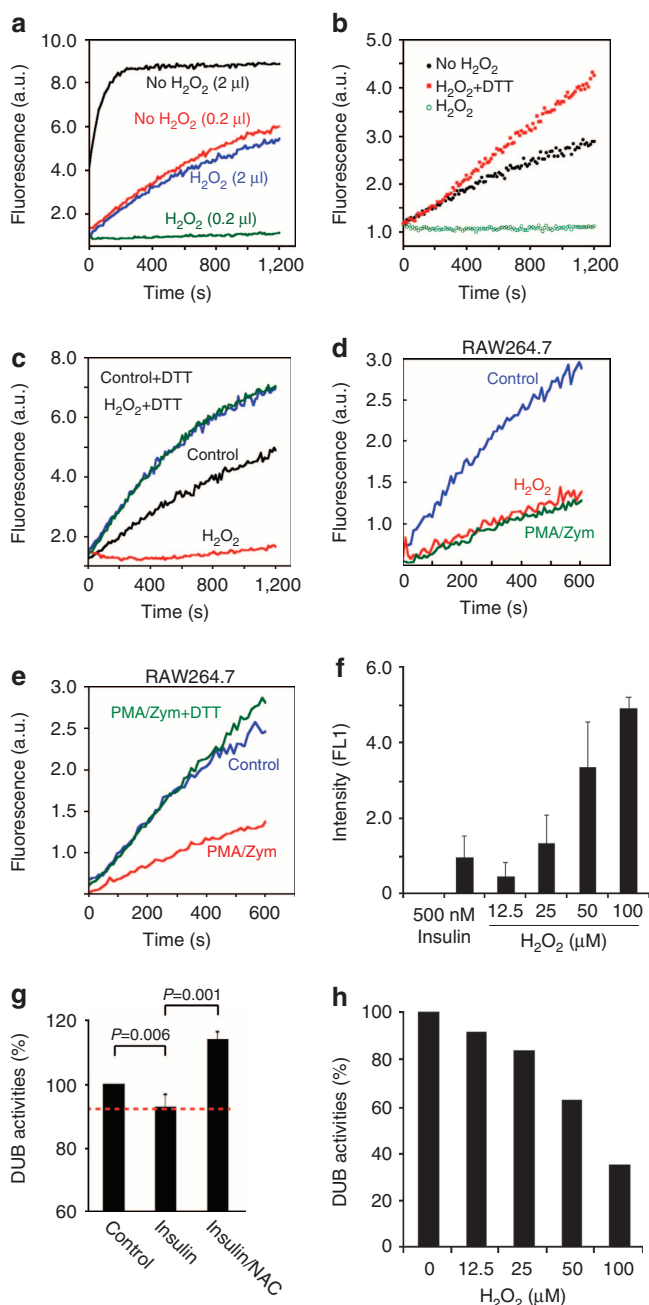 a
Fluorescence (a.u.)
10.0
8.0
6.0
4.0
2.0
No H₂O₂ (2 µl)
No H₂O₂ (0.2 µl)
H₂O₂ (2 µl)
H₂O₂ (0.2 µl)
0 400 800 1,200
Time (s)
b
Fluorescence (a.u.)
5.0
4.0
3.0
2.0
1.0
No H₂O₂
H₂O₂+DTT
H₂O₂
0 400 800 1,200
Time (s)
c
Fluorescence (a.u.)
8.0
6.0
4.0
2.0
Control+DTT
H₂O₂+DTT
Control
H₂O₂
0 400 800 1,200
Time (s)
d
RAW264.7
Fluorescence (a.u.)
3.0
2.5
2.0
1.5
1.0
Control
H₂O₂
PMA/Zym
0 200 400 600
Time (s)
e
RAW264.7
Fluorescence (a.u.)
3.0
2.5
2.0
1.5
1.0
PMA/Zym+DTT
Control
PMA/Zym
0 200 400 600
Time (s)
f
Intensity (FL1)
6.0
4.0
2.0
0
500 nM
Insulin
12.5 25 50 100
H₂O₂ (µM)
g
DUB activities (%)
120
100
80
60
P=0.006
P=0.001
Control
Insulin
Insulin/NAC
h
DUB activities (%)
100
80
60
40
20
0
0 12.5 25 50 100
H₂O₂ (µM)